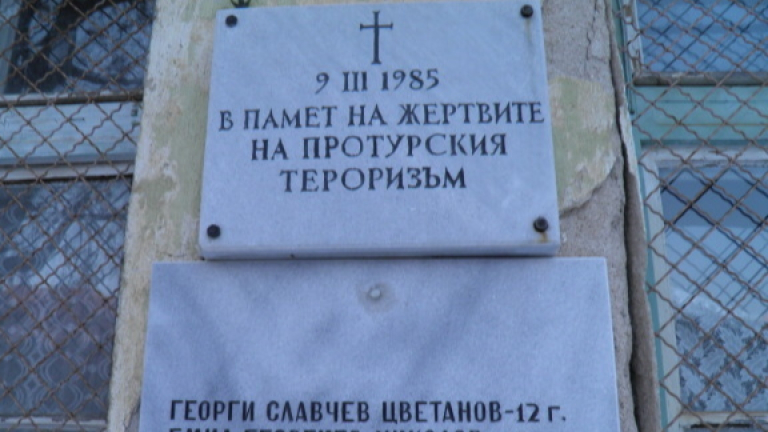 9 III 1985
В ПАМЕТ НА ЖЕРТВИТЕ
НА ПРОТУРСКИЯ
ТЕРОРИЗЪМ
ГЕОРГИ СЛАВЧЕВ ЦВЕТАНОВ-12 г.